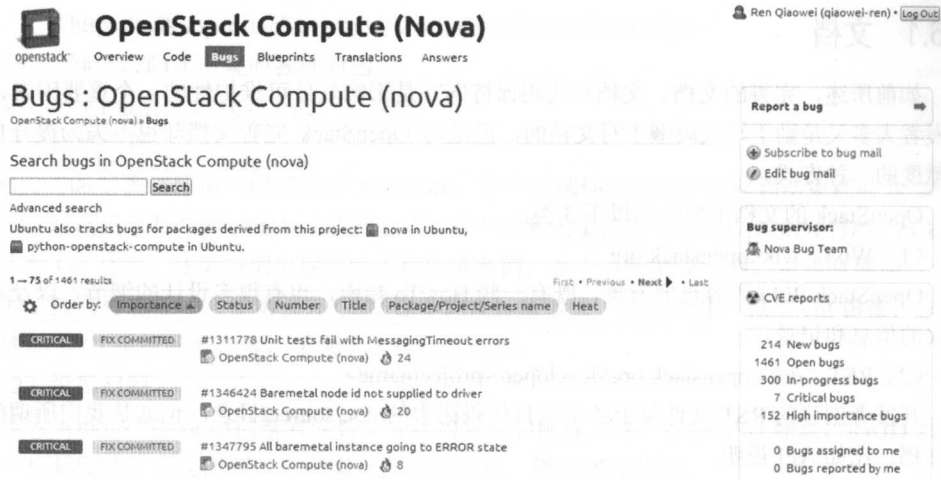 OpenStack Compute (Nova)
openstack
Overview Code Bugs Blueprints Translations Answers
Ren Qiaowei (qiaowei-ren) • Log Out
Bugs : OpenStack Compute (nova)
OpenStack Compute (nova) » Bugs
Search bugs in OpenStack Compute (nova)
Search
Advanced search
Ubuntu also tracks bugs for packages derived from this project: nova in Ubuntu,
python-openstack-compute in Ubuntu.
1 – 75 of 1461 results
First • Previous • Next • Last
Order by: Importance Status Number Title Package/Project/Series name Heat
CRITICAL FIX COMMITTED #1311778 Unit tests fail with MessagingTimeout errors
OpenStack Compute (nova) 24
CRITICAL FIX COMMITTED #1346424 Baremetal node id not supplied to driver
OpenStack Compute (nova) 20
CRITICAL FIX COMMITTED #1347795 All baremetal instance going to ERROR state
OpenStack Compute (nova) 8
Report a bug
Subscribe to bug mail
Edit bug mail
Bug supervisor:
Nova Bug Team
CVE reports
214 New bugs
1461 Open bugs
300 In-progress bugs
7 Critical bugs
152 High importance bugs
0 Bugs assigned to me
0 Bugs reported by me